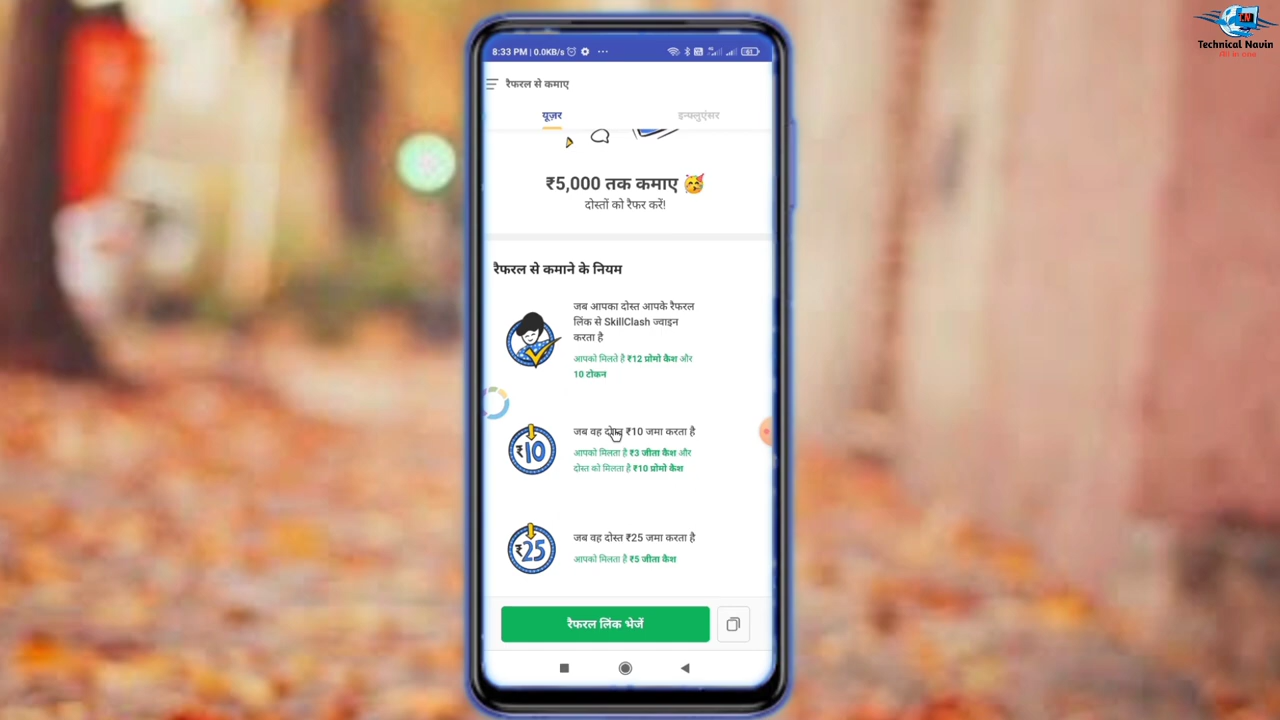 Technical Navin
8:33 PM | 0.0KB/s
रैफरल से कमाए
यूज़र
इन्फ्लुएंसर
₹5,000 तक कमाए 🥳
दोस्तों को रैफर करें!
रैफरल से कमाने के नियम
जब आपका दोस्त आपके रैफरल
लिंक से SkillClash ज्वाइन
करता है
आपको मिलते है ₹12 प्रोमो कैश और
10 टोकन
₹10
जब वह दोस्त ₹10 जमा करता है
आपको मिलता है ₹3 जीता कैश और
दोस्त को मिलता है ₹10 प्रोमो कैश
₹25
जब वह दोस्त ₹25 जमा करता है
आपको मिलता है ₹5 जीता कैश
रैफरल लिंक भेजें